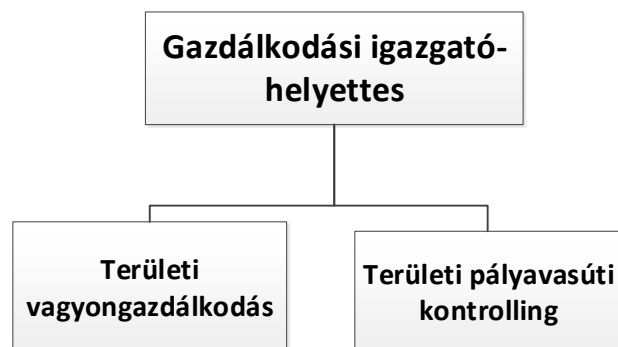 Gazdálkodási igazgató-
helyettes
Területi
vagyongazdálkodás
Területi pályavasúti
kontrolling